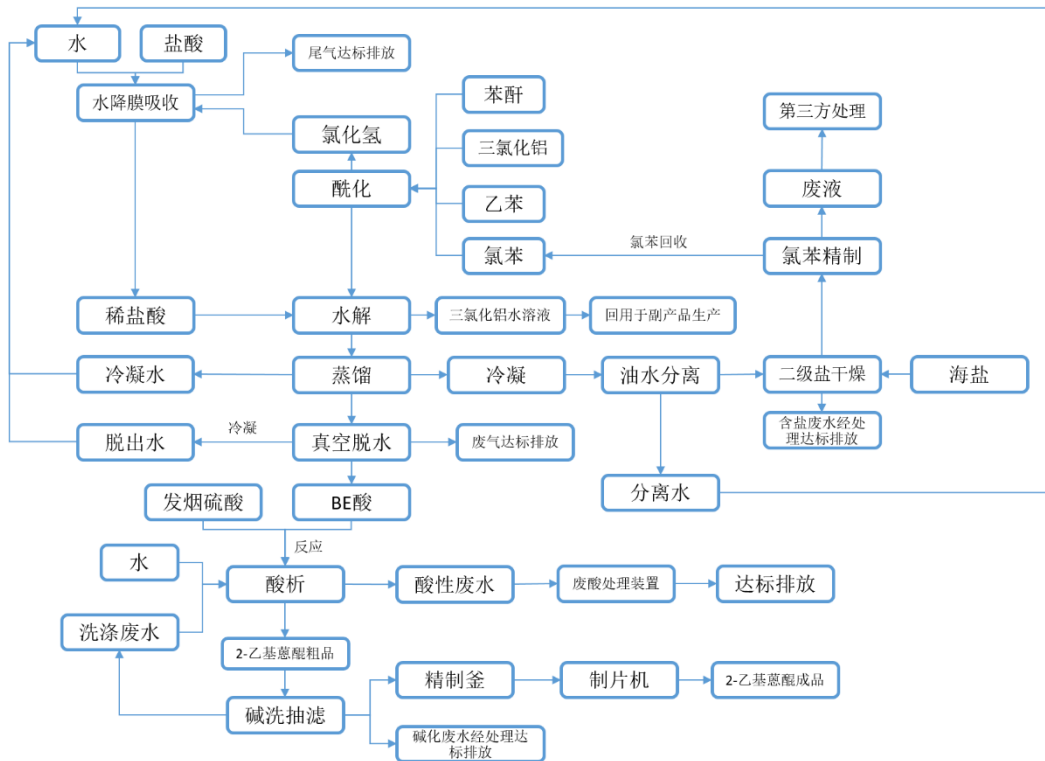 水
盐酸
尾气达标排放
水降膜吸收
苯酐
第三方处理
氯化氢
三氯化铝
酰化
废液
乙苯
氯苯回收
氯苯
氯苯精制
稀盐酸
水解
三氯化铝水溶液
回用于副产品生产
冷凝水
蒸馏
冷凝
油水分离
二级盐干燥
海盐
冷凝
脱出水
真空脱水
废气达标排放
含盐废水经处
理达标排放
分离水
发烟硫酸
BE酸
反应
水
酸析
酸性废水
废酸处理装置
达标排放
洗涤废水
2-乙基蒽醌粗品
精制釜
制片机
2-乙基蒽醌成品
碱洗抽滤
碱化废水经处理达
标排放